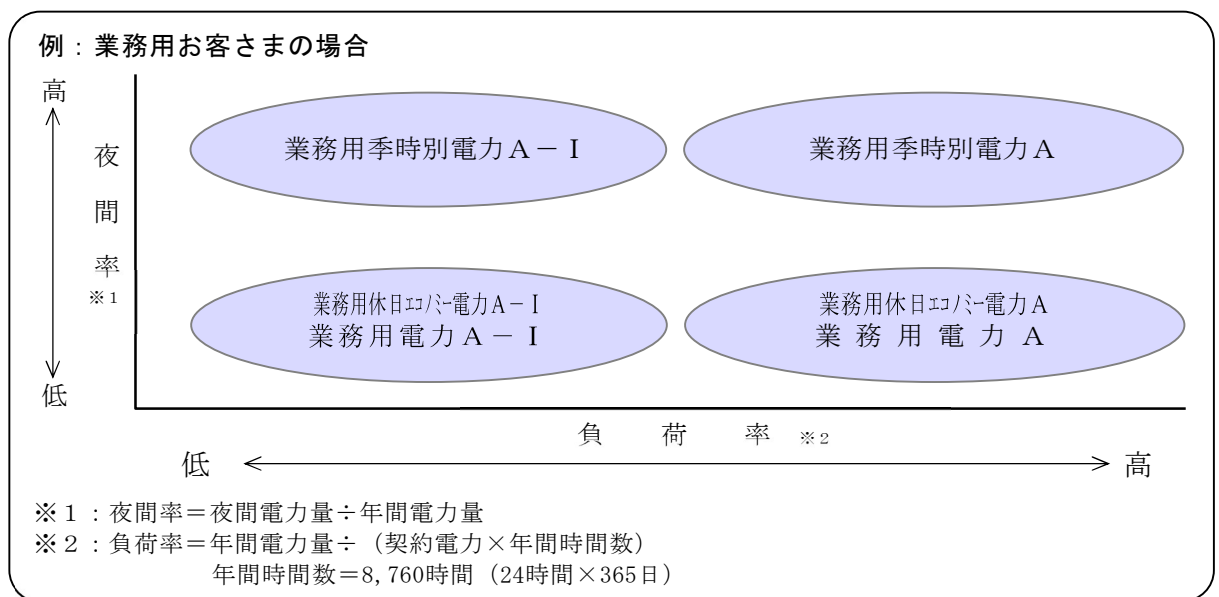 例：業務用お客さまの場合
高
夜間率※１
低
業務用季時別電力Ａ－Ⅰ
業務用季時別電力Ａ
業務用休日ｴｺﾉﾐｰ電力Ａ－Ⅰ
業務用電力Ａ－Ⅰ
業務用休日ｴｺﾉﾐｰ電力Ａ
業務用電力Ａ
負荷率※２
低 高
※１：夜間率＝夜間電力量÷年間電力量
※２：負荷率＝年間電力量÷（契約電力×年間時間数）
年間時間数＝8,760時間（24時間×365日）